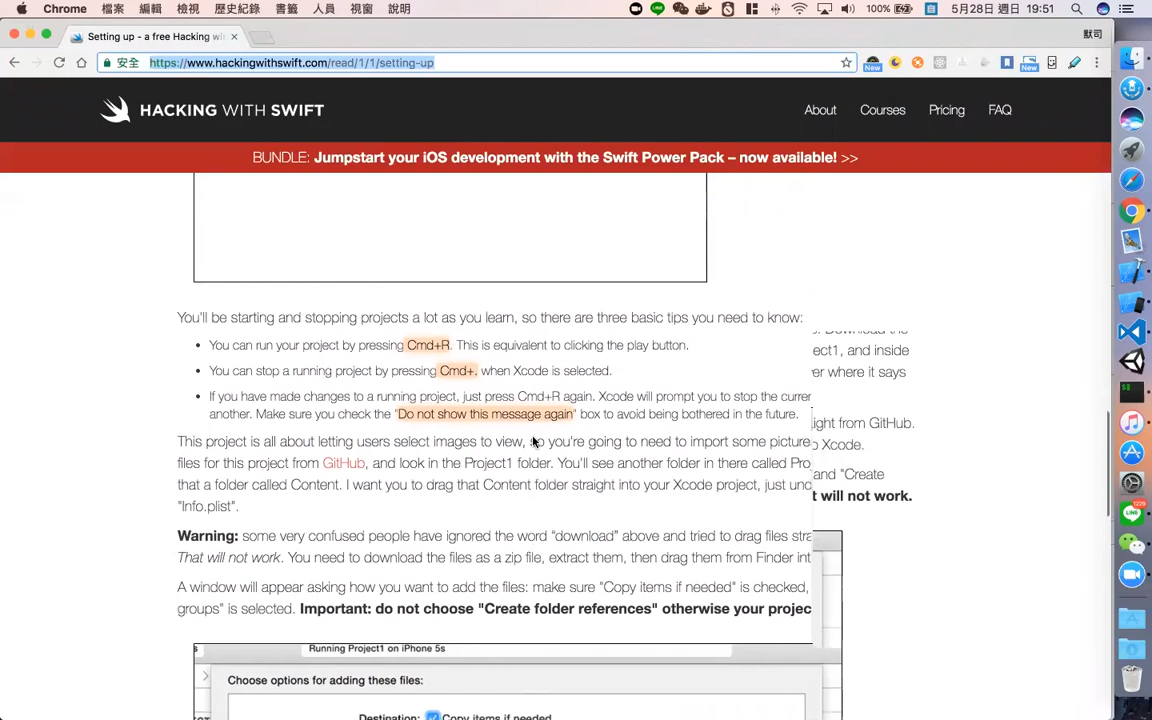 Chrome 檔案 編輯 檢視 歷史紀錄 書籤 人員 視窗 說明 100% 5月28日 週日 19:51
Setting up - a free Hacking wit 默司
安全 https://www.hackingwithswift.com/read/1/1/setting-up
New New
HACKING WITH SWIFT About Courses Pricing FAQ
BUNDLE: Jumpstart your iOS development with the Swift Power Pack – now available! >>
You'll be starting and stopping projects a lot as you learn, so there are three basic tips you need to know:
You can run your project by pressing Cmd+R. This is equivalent to clicking the play button.
ect1, and inside
You can stop a running project by pressing Cmd+. when Xcode is selected.
er where it says
If you have made changes to a running project, just press Cmd+R again. Xcode will prompt you to stop the curren
another. Make sure you check the "Do not show this message again" box to avoid being bothered in the future.
ight from GitHub.
This project is all about letting users select images to view, so you're going to need to import some picture
o Xcode.
files for this project from GitHub, and look in the Project1 folder. You'll see another folder in there called Pro
and "Create
that a folder called Content. I want you to drag that Content folder straight into your Xcode project, just und
t will not work.
"Info.plist".
Warning: some very confused people have ignored the word "download" above and tried to drag files stra
That will not work. You need to download the files as a zip file, extract them, then drag them from Finder int
A window will appear asking how you want to add the files: make sure "Copy items if needed" is checked,
groups" is selected. Important: do not choose "Create folder references" otherwise your projec
Running Project1 on iPhone 5s
Choose options for adding these files:
Destination: Copy items if needed
1229